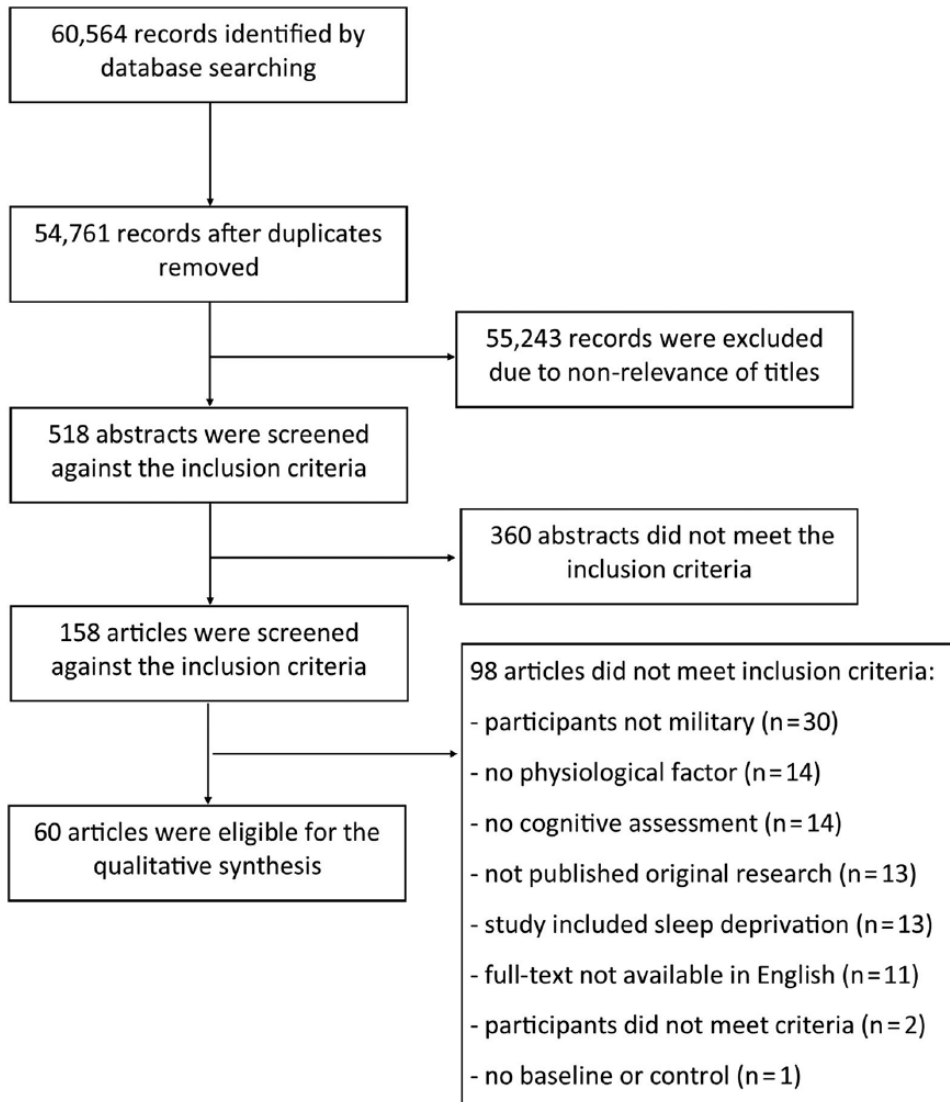 60,564 records identified by
database searching
54,761 records after duplicates
removed
55,243 records were excluded
due to non-relevance of titles
518 abstracts were screened
against the inclusion criteria
360 abstracts did not meet the
inclusion criteria
158 articles were screened
against the inclusion criteria
98 articles did not meet inclusion criteria:
- participants not military (n=30)
- no physiological factor (n=14)
- no cognitive assessment (n=14)
- not published original research (n=13)
- study included sleep deprivation (n=13)
- full-text not available in English (n=11)
- participants did not meet criteria (n=2)
- no baseline or control (n=1)
60 articles were eligible for the
qualitative synthesis